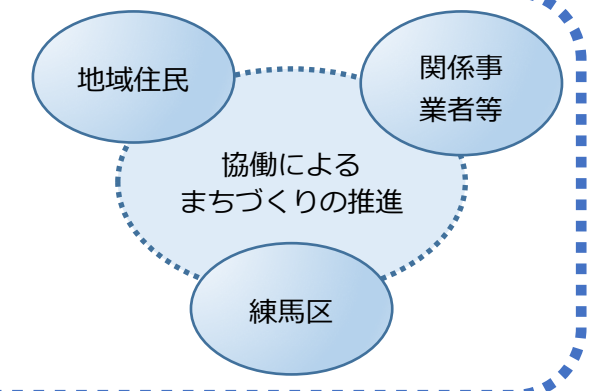 地域住民
関係事
業者等
協働による
まちづくりの推進
練馬区